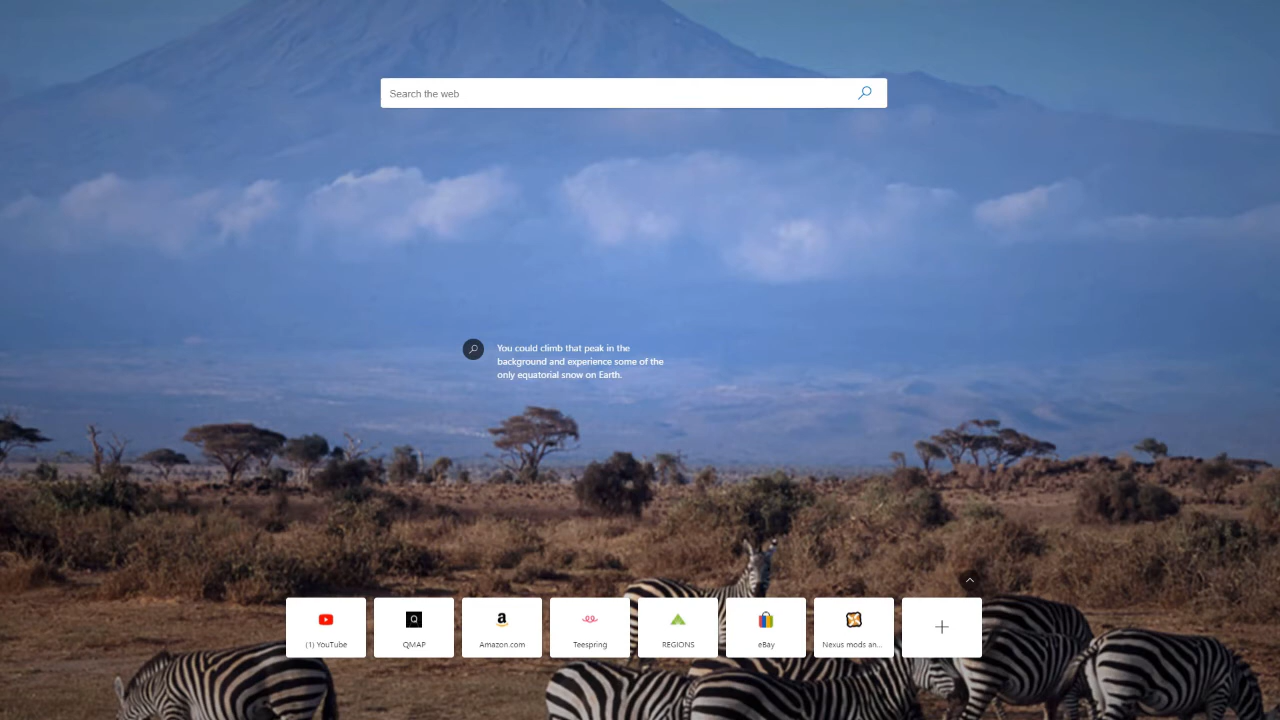 Search the web
You could climb that peak in the
background and experience some of the
only equatorial snow on Earth.
(1) YouTube
QMAP
Amazon.com
Teespring
REGIONS
eBay
Nexus mods an...